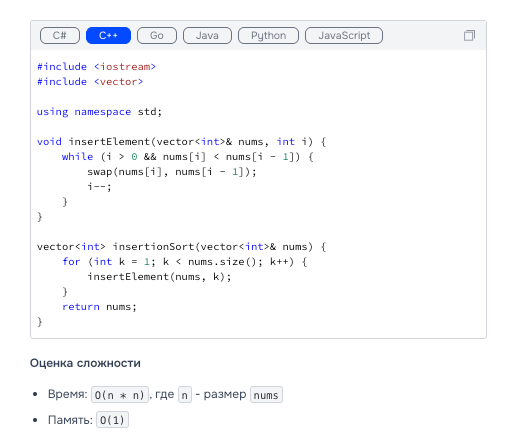 C# C++ Go Java Python JavaScript
#include <iostream>
#include <vector>
using namespace std;
void insertElement(vector<int>& nums, int i) {
    while (i > 0 && nums[i] < nums[i - 1]) {
        swap(nums[i], nums[i - 1]);
        i--;
    }
}
vector<int> insertionSort(vector<int>& nums) {
    for (int k = 1; k < nums.size(); k++) {
        insertElement(nums, k);
    }
    return nums;
}
Оценка сложности
• Время: O(n * n), где n - размер nums
• Память: O(1)